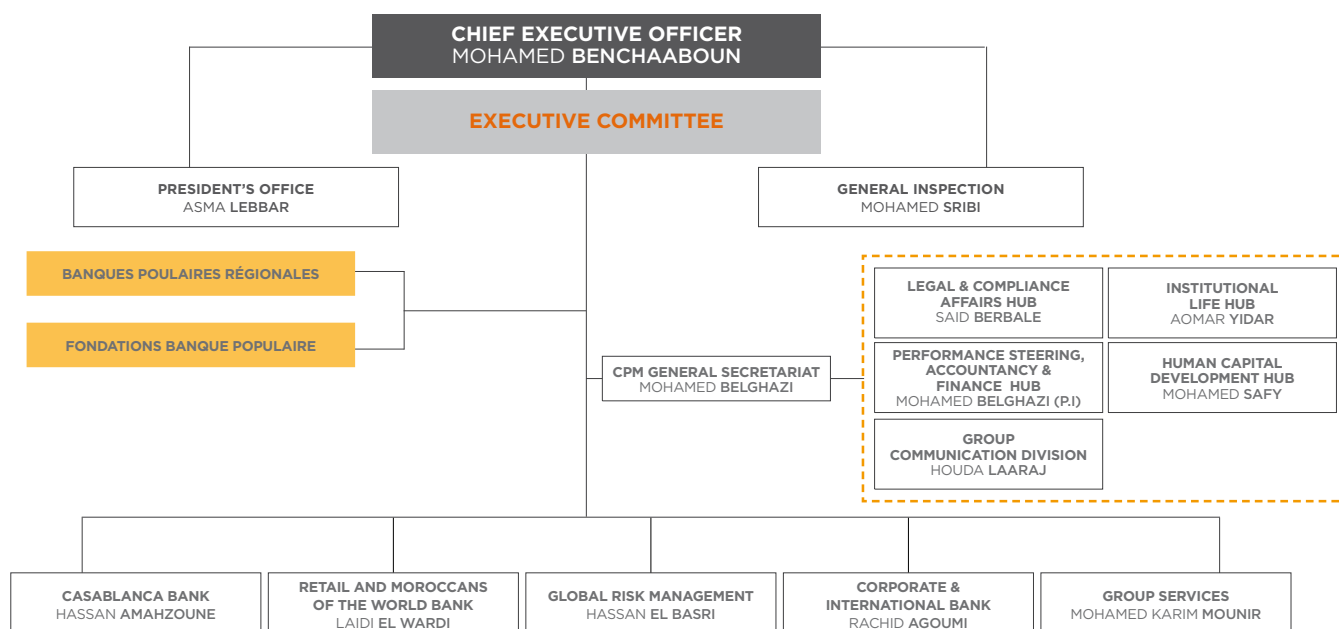 CHIEF EXECUTIVE OFFICER
MOHAMED BENCHAABOUN
EXECUTIVE COMMITTEE
PRESIDENT'S OFFICE
ASMA LEBBAR
GENERAL INSPECTION
MOHAMED SRIBI
BANQUES POULAIRES RÉGIONALES
FONDATIONS BANQUE POPULAIRE
CPM GENERAL SECRETARIAT
MOHAMED BELGHAZI
LEGAL & COMPLIANCE
AFFAIRS HUB
SAID BERBALE
INSTITUTIONAL
LIFE HUB
AOMAR YIDAR
PERFORMANCE STEERING,
ACCOUNTANCY &
FINANCE HUB
MOHAMED BELGHAZI (P.I)
HUMAN CAPITAL
DEVELOPMENT HUB
MOHAMED SAFY
GROUP
COMMUNICATION DIVISION
HOUDA LAARAJ
CASABLANCA BANK
HASSAN AMAHZOUNE
RETAIL AND MOROCCANS
OF THE WORLD BANK
LAIDI EL WARDI
GLOBAL RISK MANAGEMENT
HASSAN EL BASRI
CORPORATE &
INTERNATIONAL BANK
RACHID AGOUMI
GROUP SERVICES
MOHAMED KARIM MOUNIR